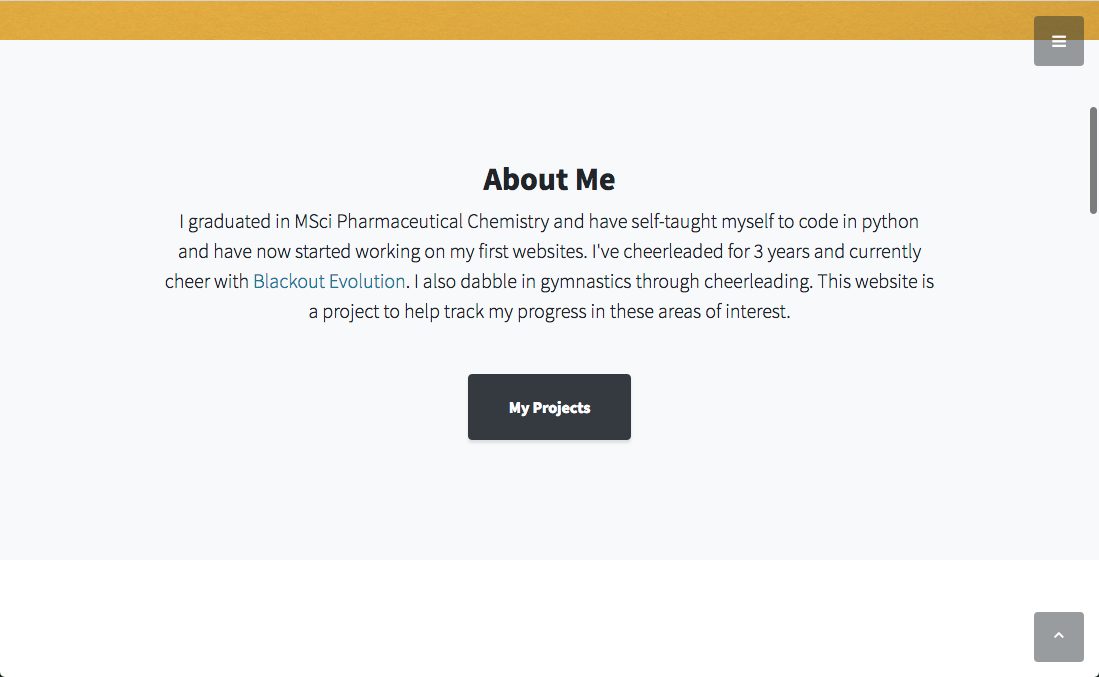 About Me
I graduated in MSci Pharmaceutical Chemistry and have self-taught myself to code in python
and have now started working on my first websites. I've cheerleaded for 3 years and currently
cheer with Blackout Evolution. I also dabble in gymnastics through cheerleading. This website is
a project to help track my progress in these areas of interest.
My Projects